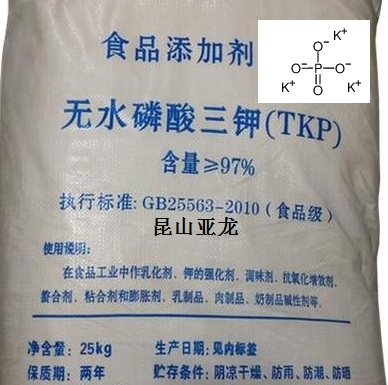 食品添加剂
K⁺
O⁻
O⁻ P O⁻
K⁺ O K⁺
无水磷酸三钾(TKP)
含量≥97%
执行标准:GB25563-2010(食品级)
昆山亚龙
使用说明:
在食品工业中作乳化剂、钾的强化剂、调味剂、抗氧化增效剂、
螯合剂、粘合剂和膨胀剂、乳制品、肉制品、奶制品碱性剂等.
净含量:25kg 生产日期:见内标签
保质期:两年 贮存条件:阴凉干燥、防雨、防潮、防晒